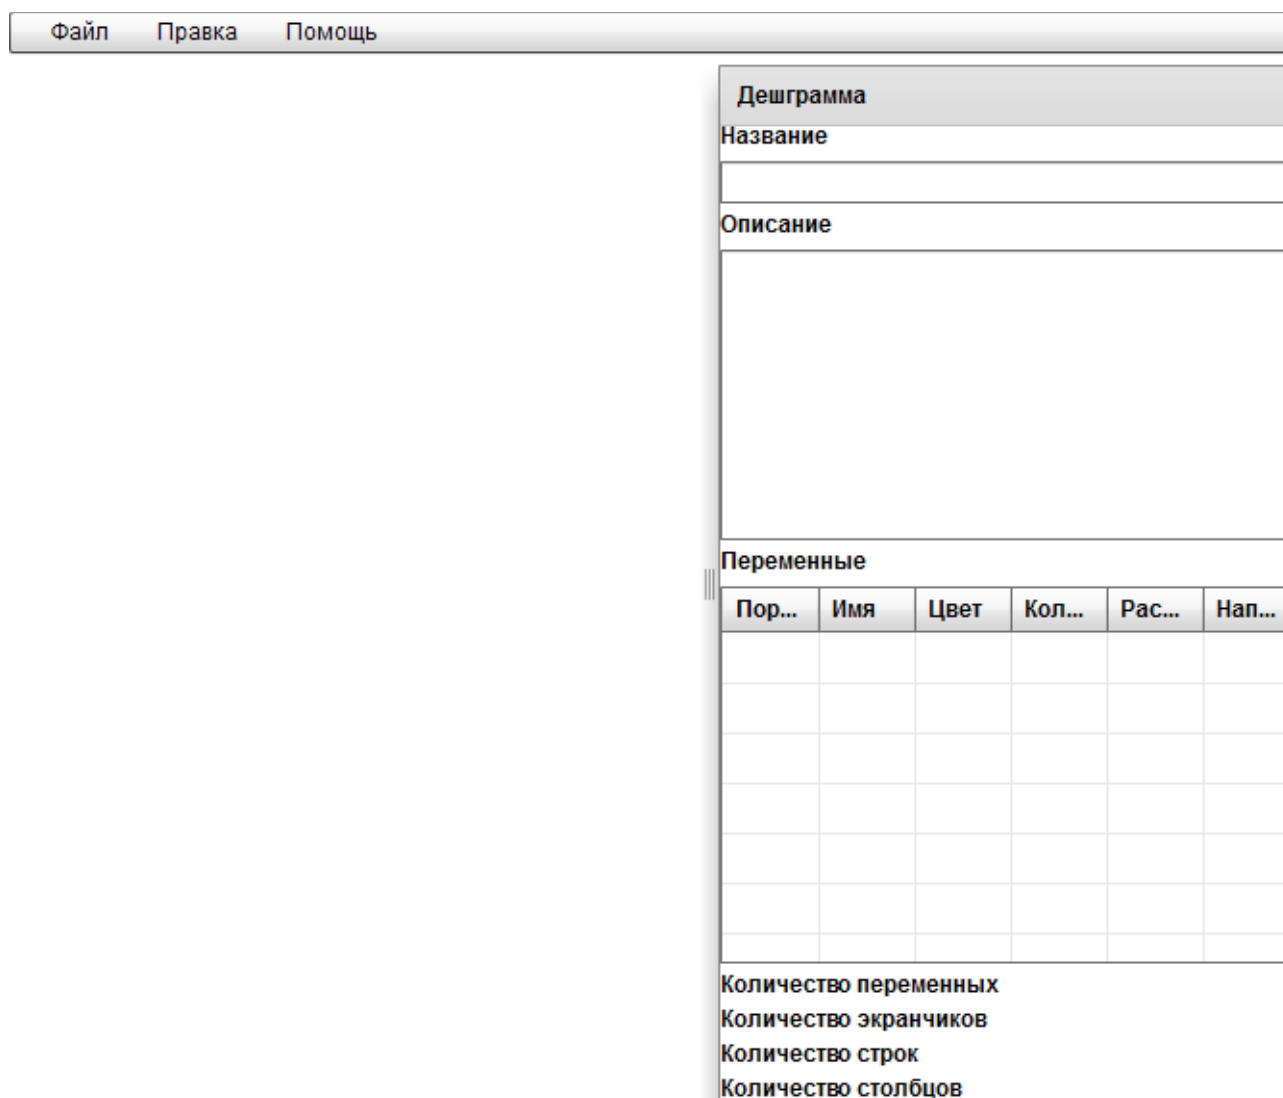 Файл Правка Помощь
Дешграмма
Название
Описание
Переменные
Пор... Имя Цвет Кол... Рас... Нап...
Количество переменных
Количество экранчиков
Количество строк
Количество столбцов